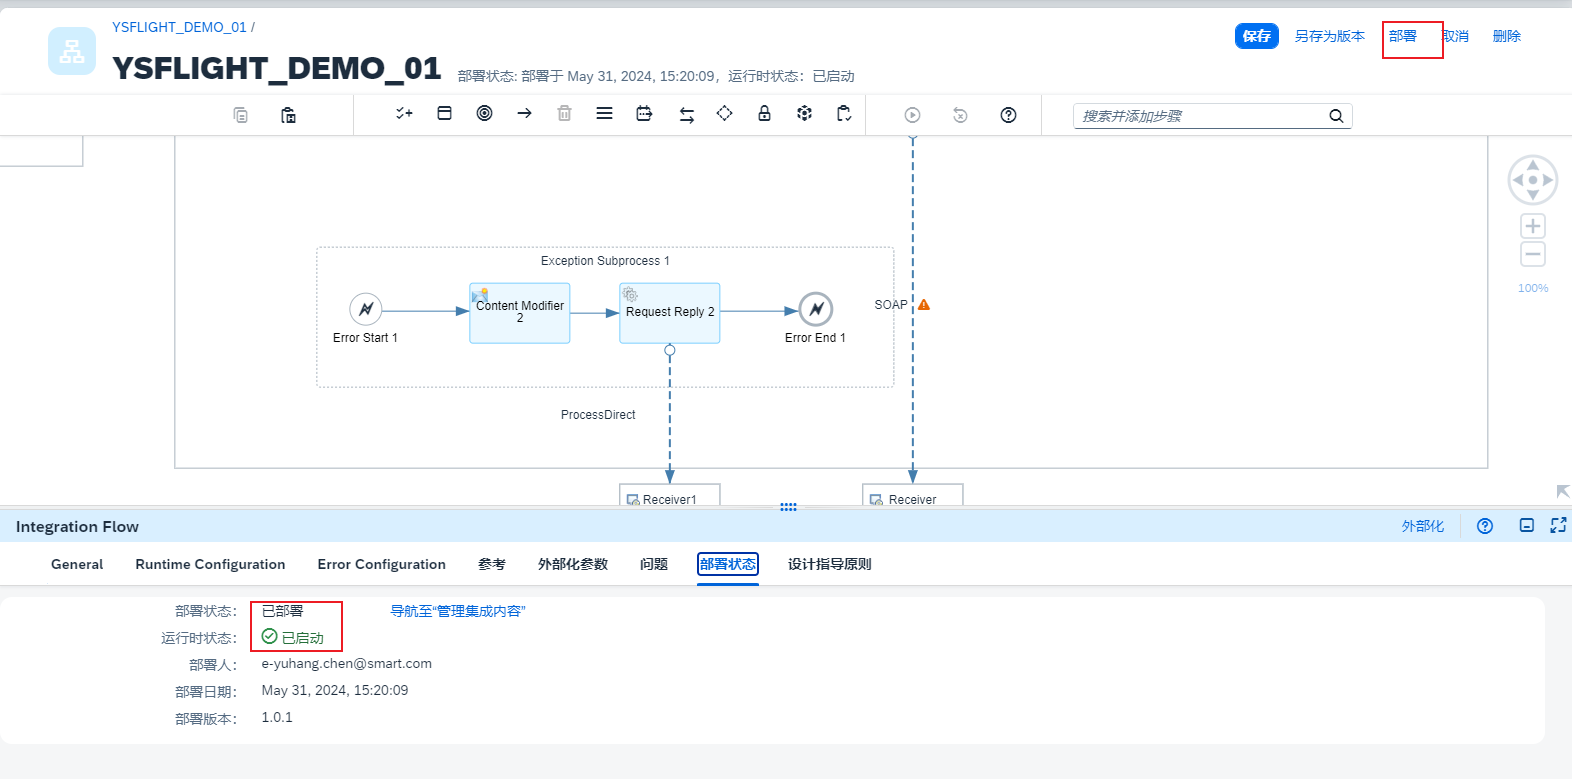 YSFLIGHT_DEMO_01 /
保存 另存为版本 部署 取消 删除
YSFLIGHT_DEMO_01 部署状态: 部署于 May 31, 2024, 15:20:09，运行时状态：已启动
搜索并添加步骤
Exception Subprocess 1
Content Modifier
2
Request Reply 2
Error Start 1
Error End 1
SOAP
ProcessDirect
Receiver1
Receiver
100%
Integration Flow
外部化
General Runtime Configuration Error Configuration 参考 外部化参数 问题 部署状态 设计指导原则
部署状态： 已部署 导航至“管理集成内容”
运行时状态： 已启动
部署人： e-yuhang.chen@smart.com
部署日期： May 31, 2024, 15:20:09
部署版本： 1.0.1